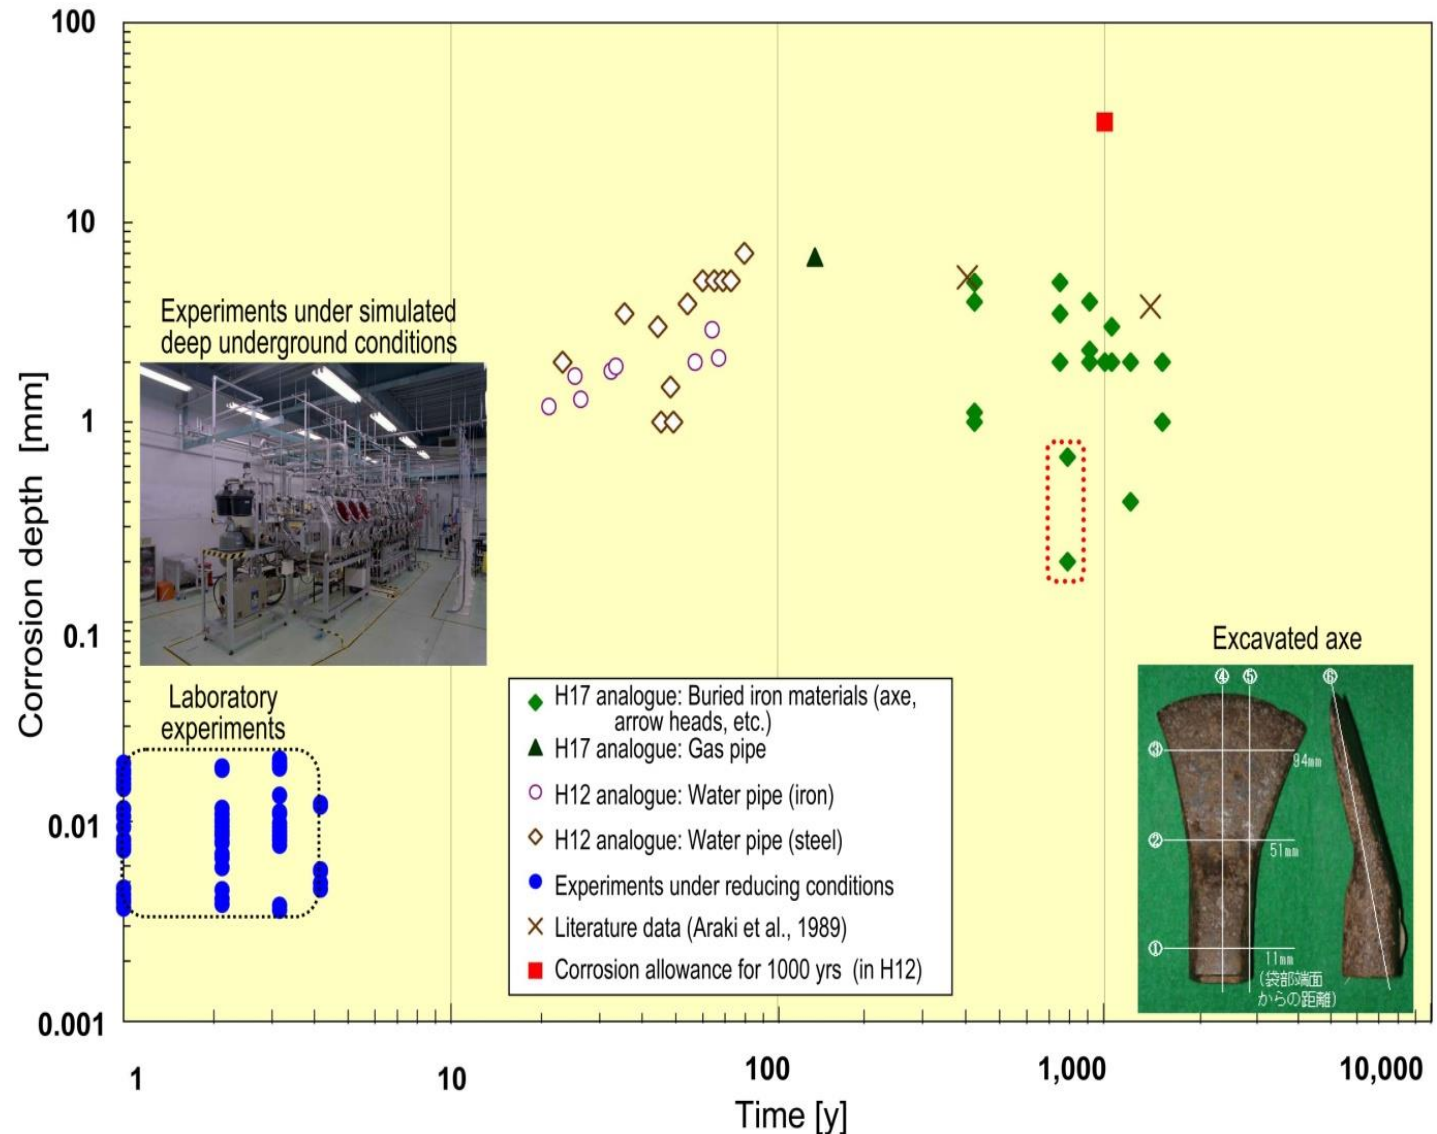 100
10
1
0.1
0.01
0.001
Corrosion depth [mm]
Experiments under simulated
deep underground conditions
Laboratory
experiments
H17 analogue: Buried iron materials (axe,
arrow heads, etc.)
H17 analogue: Gas pipe
H12 analogue: Water pipe (iron)
H12 analogue: Water pipe (steel)
Experiments under reducing conditions
Literature data (Araki et al., 1989)
Corrosion allowance for 1000 yrs (in H12)
Excavated axe
④ ⑤ ⑥
③
94mm
②
51mm
①
11mm
(袋部端面
からの距離)
1 10 100 1,000 10,000
Time [y]